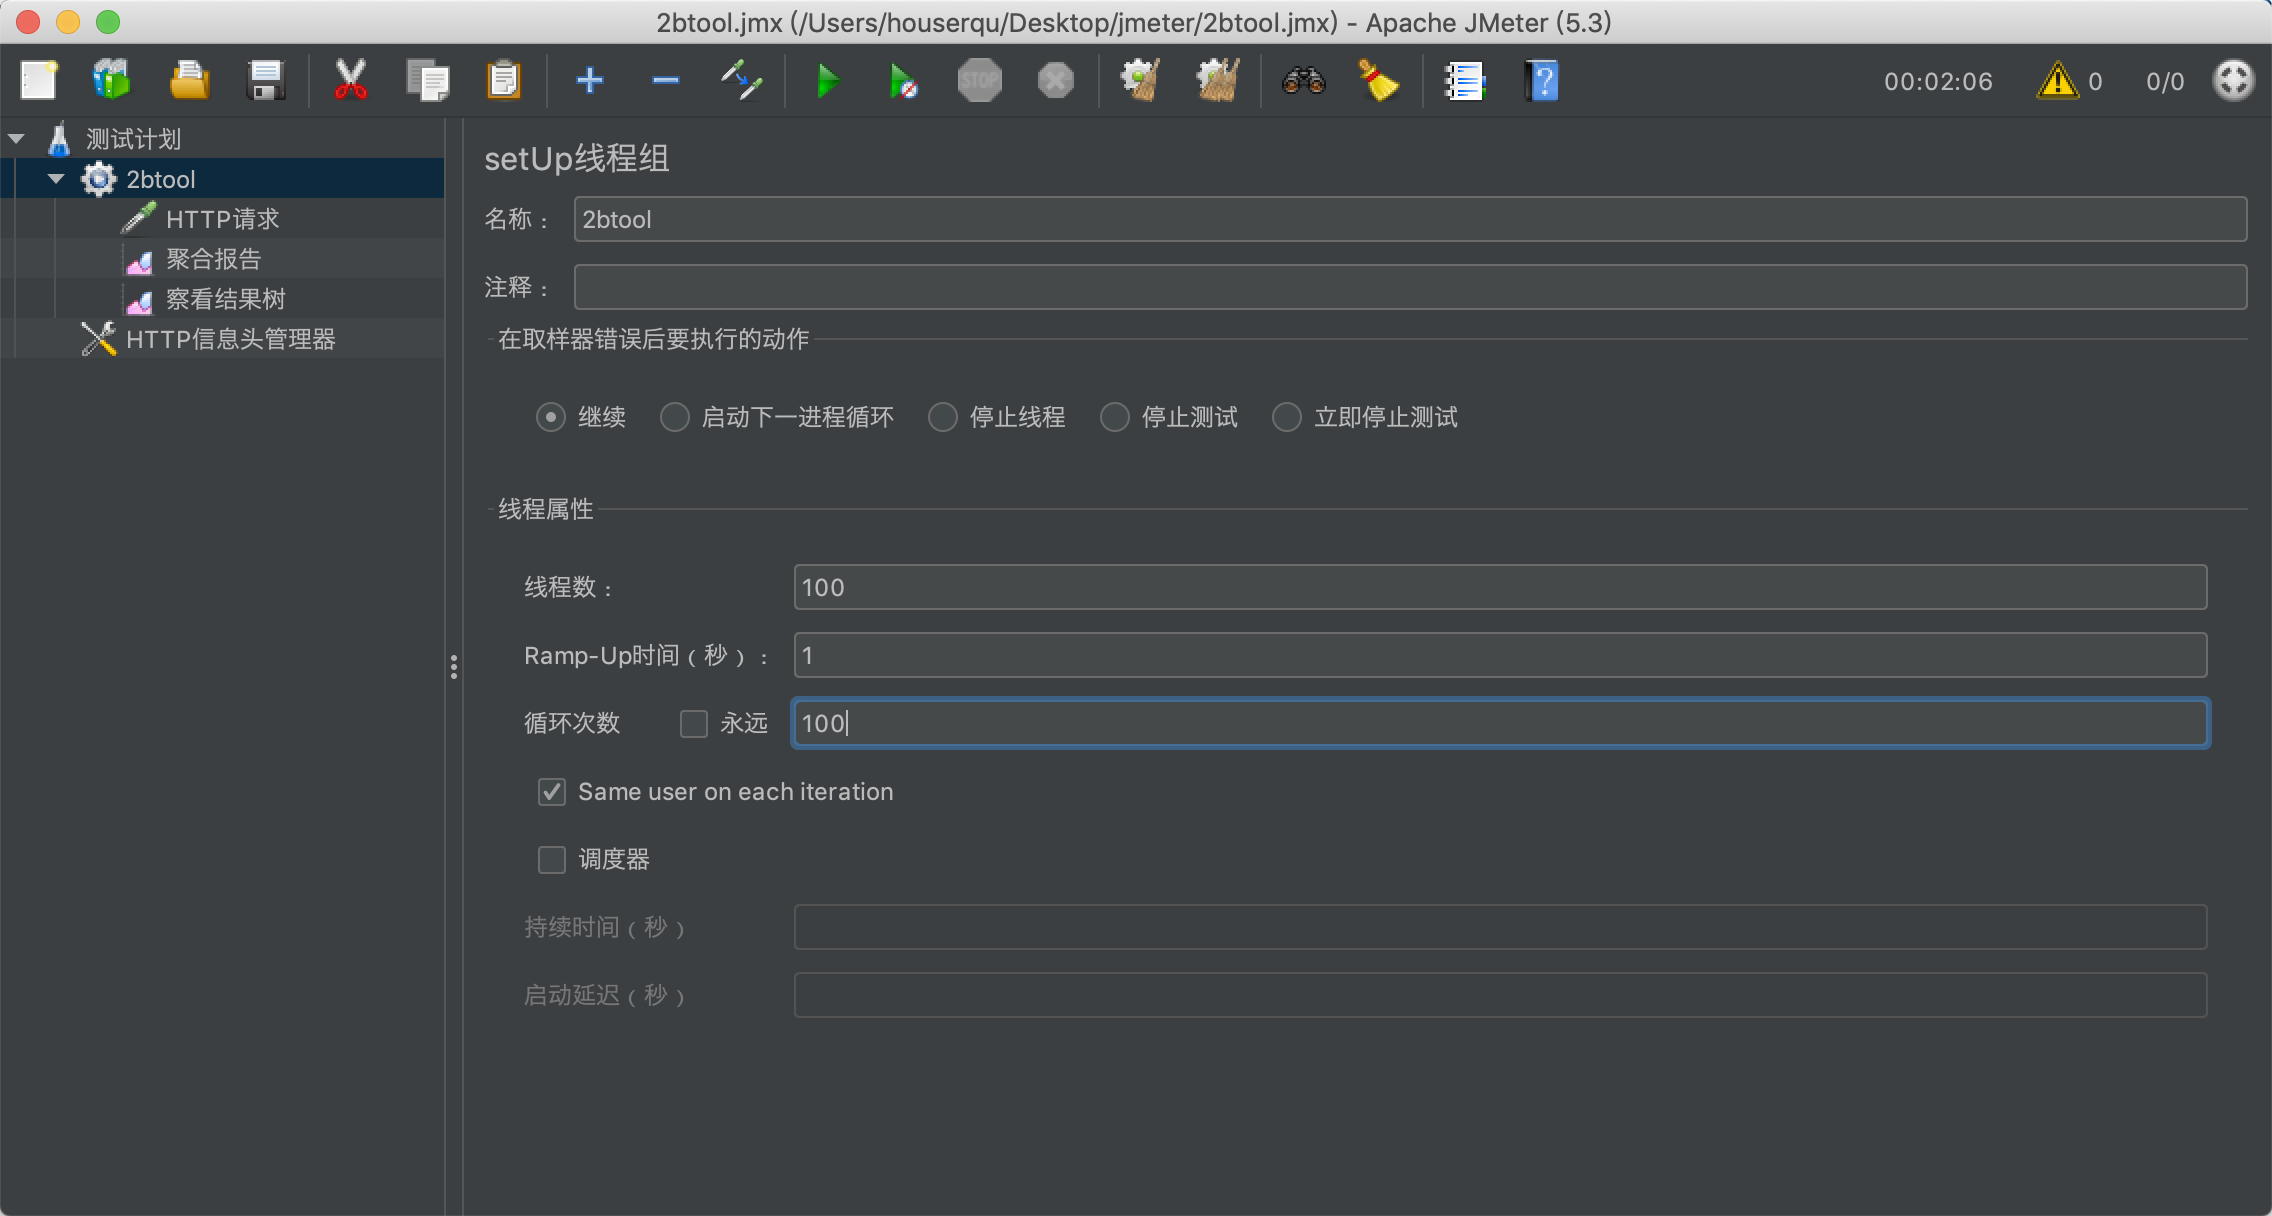 2btool.jmx (/Users/houserqu/Desktop/jmeter/2btool.jmx) - Apache JMeter (5.3)
STOP
?
00:02:06
! 0
0/0
测试计划
2btool
HTTP请求
聚合报告
察看结果树
HTTP信息头管理器
setUp线程组
名称： 2btool
注释：
在取样器错误后要执行的动作
继续 启动下一进程循环 停止线程 停止测试 立即停止测试
线程属性
线程数： 100
Ramp-Up时间（秒）： 1
循环次数 永远 100
Same user on each iteration
调度器
持续时间（秒）
启动延迟（秒）